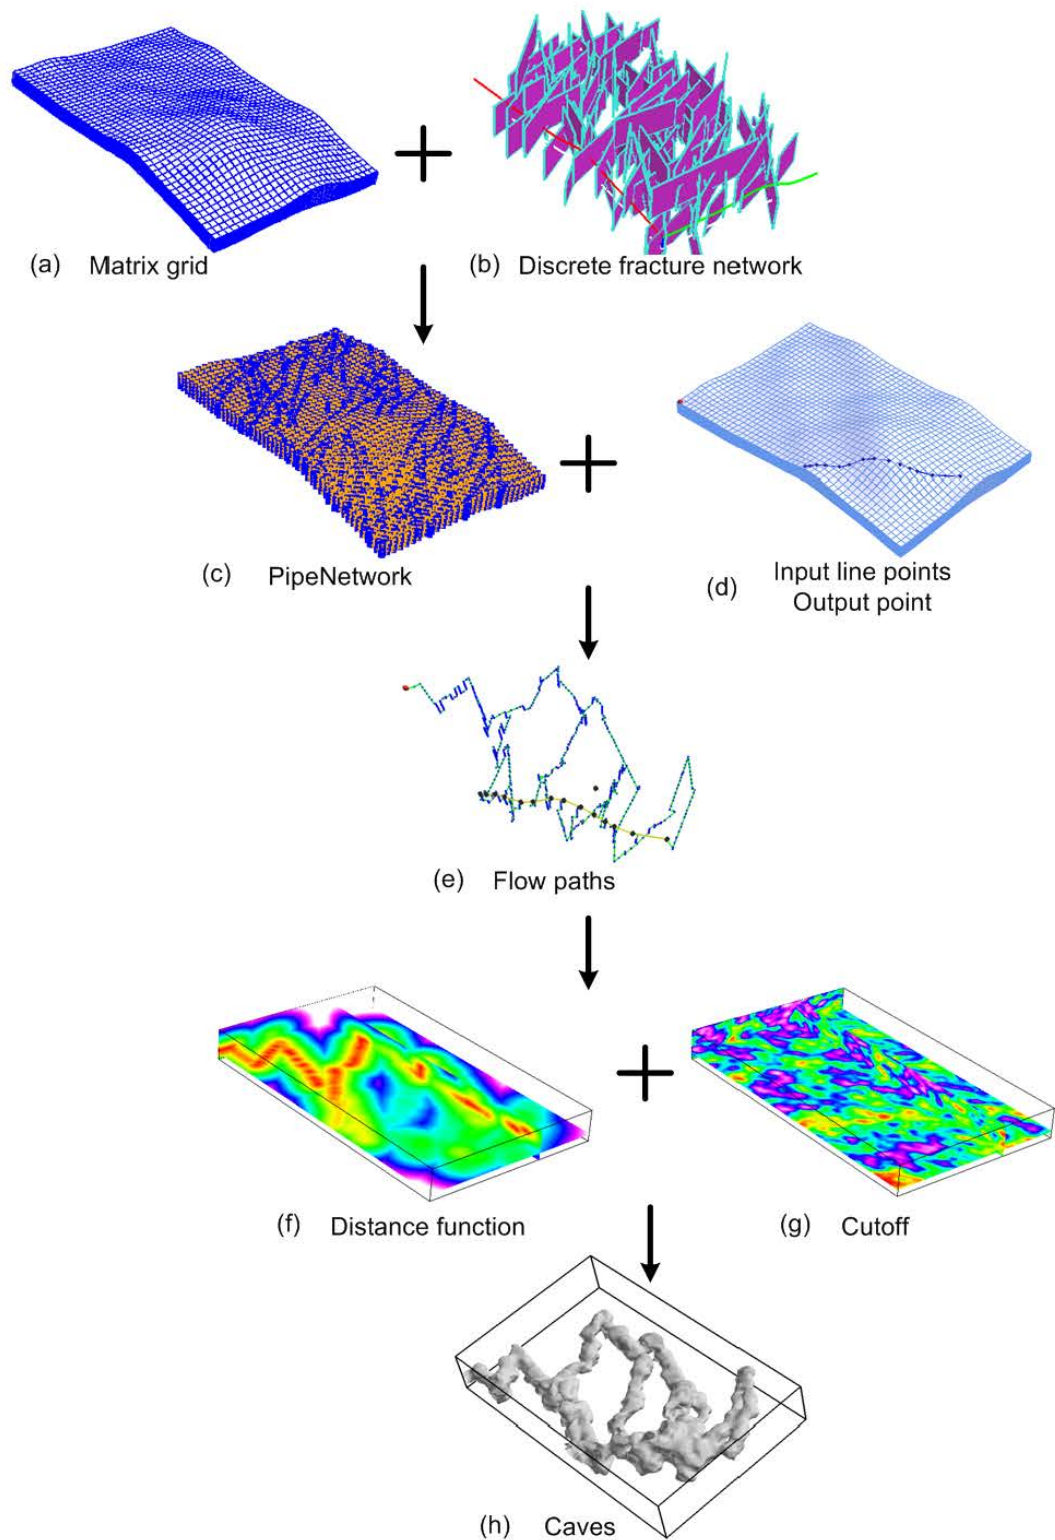 (a) Matrix grid
(b) Discrete fracture network
(c) PipeNetwork
(d) Input line points
Output point
(e) Flow paths
(f) Distance function
(g) Cutoff
(h) Caves